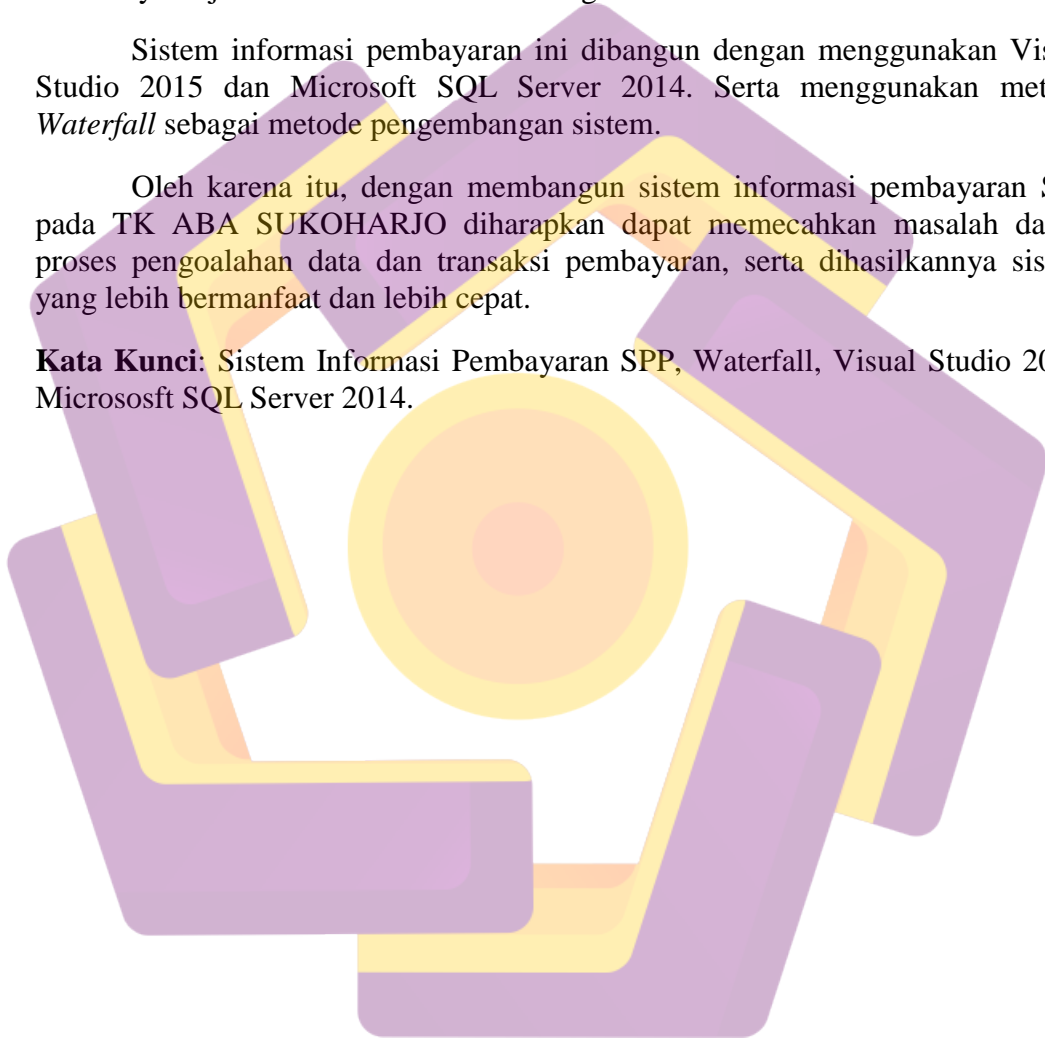 Sistem informasi pembayaran ini dibangun dengan menggunakan Vis
Studio 2015 dan Microsoft SQL Server 2014. Serta menggunakan met
Waterfall sebagai metode pengembangan sistem.
Oleh karena itu, dengan membangun sistem informasi pembayaran S
pada TK ABA SUKOHARJO diharapkan dapat memecahkan masalah da
proses pengoalahan data dan transaksi pembayaran, serta dihasilkannya sis
yang lebih bermanfaat dan lebih cepat.
Kata Kunci: Sistem Informasi Pembayaran SPP, Waterfall, Visual Studio 20
Micrososft SQL Server 2014.